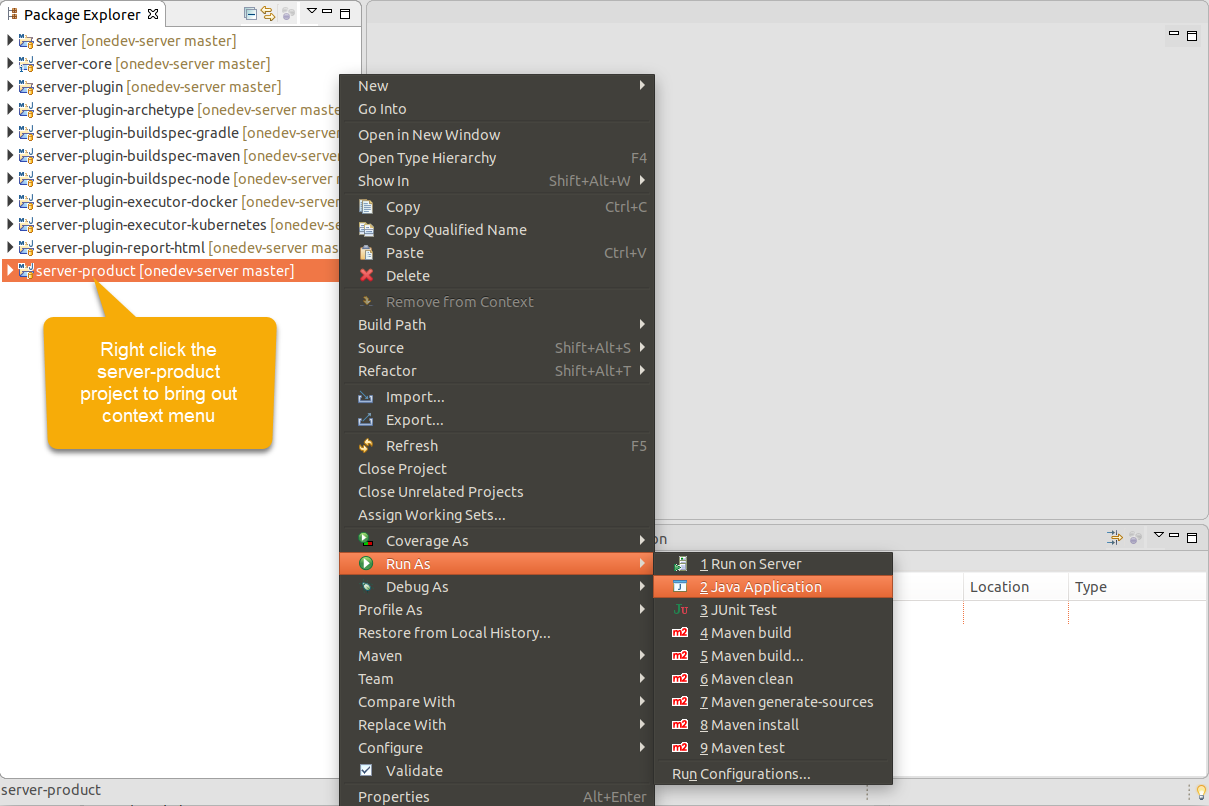 Package Explorer
server [onedev-server master]
server-core [onedev-server master]
server-plugin [onedev-server master]
server-plugin-archetype [onedev-server maste
server-plugin-buildspec-gradle [onedev-server
server-plugin-buildspec-maven [onedev-server
server-plugin-buildspec-node [onedev-server
server-plugin-executor-docker [onedev-server
server-plugin-executor-kubernetes [onedev-se
server-plugin-report-html [onedev-server mas
server-product [onedev-server master]
Right click the
server-product
project to bring out
context menu
New
Go Into
Open in New Window
Open Type Hierarchy F4
Show In Shift+Alt+W
Copy Ctrl+C
Copy Qualified Name
Paste Ctrl+V
Delete
Remove from Context
Build Path
Source Shift+Alt+S
Refactor Shift+Alt+T
Import...
Export...
Refresh F5
Close Project
Close Unrelated Projects
Assign Working Sets...
Coverage As
Run As
Debug As
Profile As
Restore from Local History...
Maven
Team
Compare With
Replace With
Configure
Validate
Properties Alt+Enter
on
Location Type
1 Run on Server
2 Java Application
JU 3 JUnit Test
m2 4 Maven build
m2 5 Maven build...
m2 6 Maven clean
m2 7 Maven generate-sources
m2 8 Maven install
m2 9 Maven test
Run Configurations...
server-product